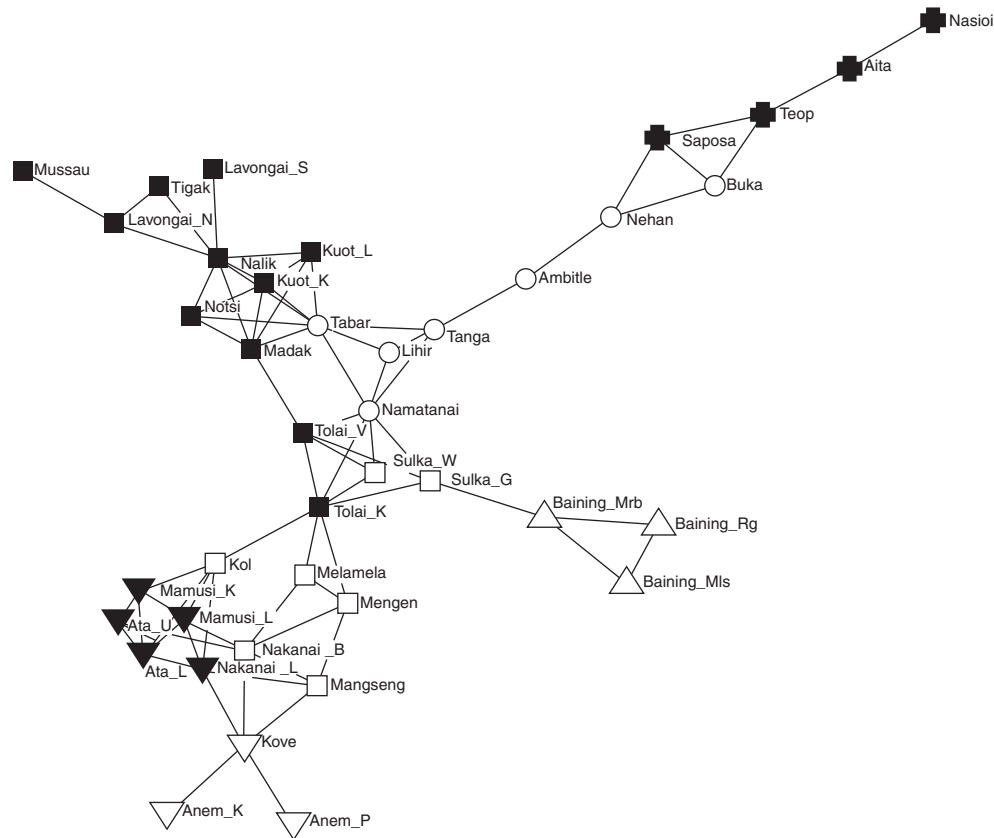 Nasioi
Aita
Teop
Saposa
Buka
Nehan
Mussau
Lavongai_S
Tigak
Lavongai_N
Kuot_L
Nalik
Kuot_K
Ambitle
Notsi
Tabar
Tanga
Madak
Lihir
Namatanai
Tolai_V
Sulka_W
Sulka_G
Tolai_K
Baining_Mrb
Baining_Rg
Baining_Mls
Kol
Melamela
Mamusi_K
Mengen
Mamusi_L
Ata_U
Nakanai _B
Ata_L
Nakanai _L
Mangseng
Kove
Anem_K
Anem_P